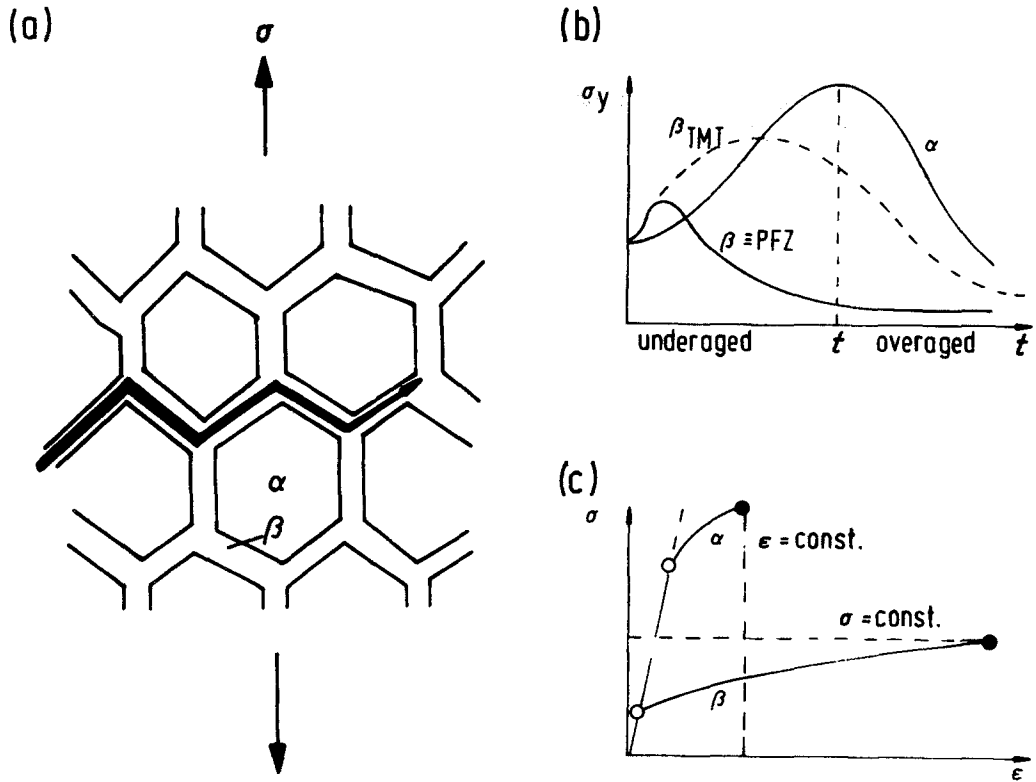 (a)
σ
α
β
(b)
σy
βTMT
α
β ≡ PFZ
underaged t overaged t
(c)
σ
α
ε = const.
σ = const.
β
ε